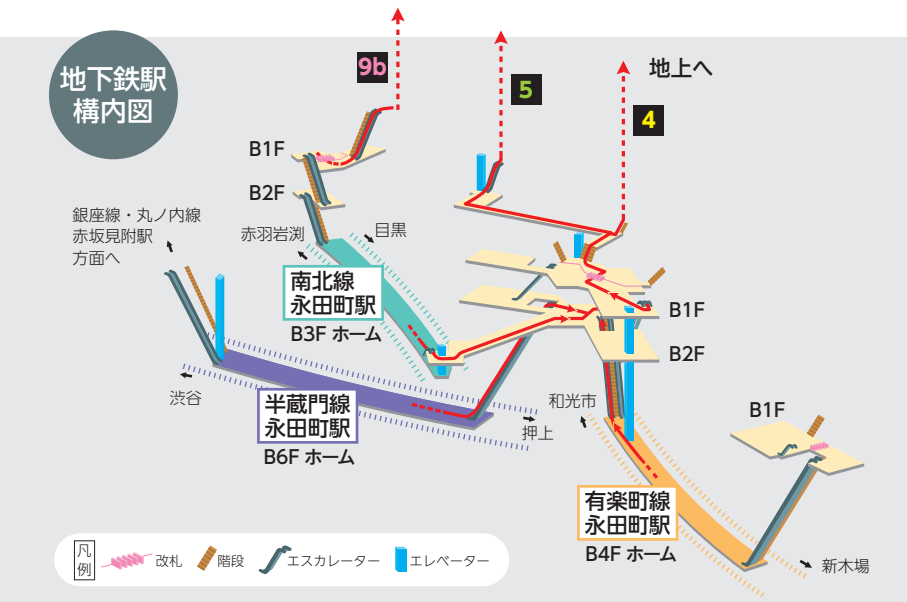 地下鉄駅
構内図
9b
5
4
地上へ
B1F
B2F
銀座線・丸ノ内線
赤坂見附駅
方面へ
赤羽岩渕
目黒
南北線
永田町駅
B3F ホーム
B1F
B2F
渋谷
半蔵門線
永田町駅
B6F ホーム
押上
和光市
B1F
有楽町線
永田町駅
B4F ホーム
新木場
凡例
改札
階段
エスカレーター
エレベーター